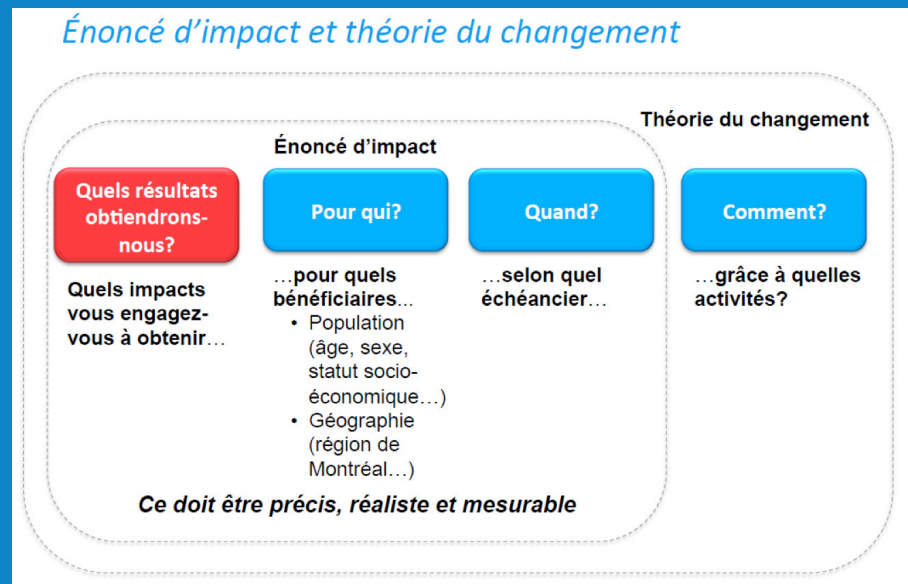 Énoncé d’impact et théorie du changement
Théorie du changement
Énoncé d’impact
Quels résultats
obtiendrons-
nous?
Quels impacts
vous engagez-
vous à obtenir…
Pour qui?
…pour quels
bénéficiaires...
• Population
(âge, sexe,
statut socio-
économique…)
• Géographie
(région de
Montréal…)
Quand?
…selon quel
échéancier…
Comment?
…grâce à quelles
activités?
Ce doit être précis, réaliste et mesurable